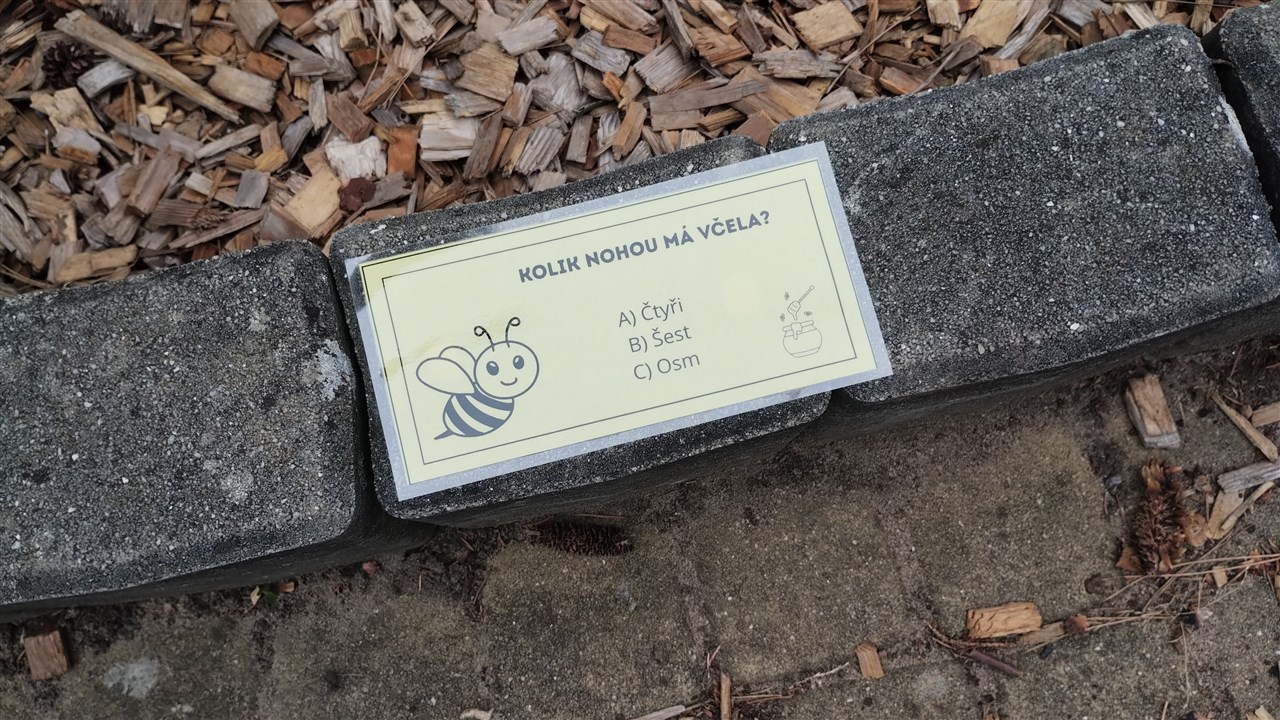 KOLIK NOHOU MÁ VČELA?
A) Čtyři
B) Šest
C) Osm